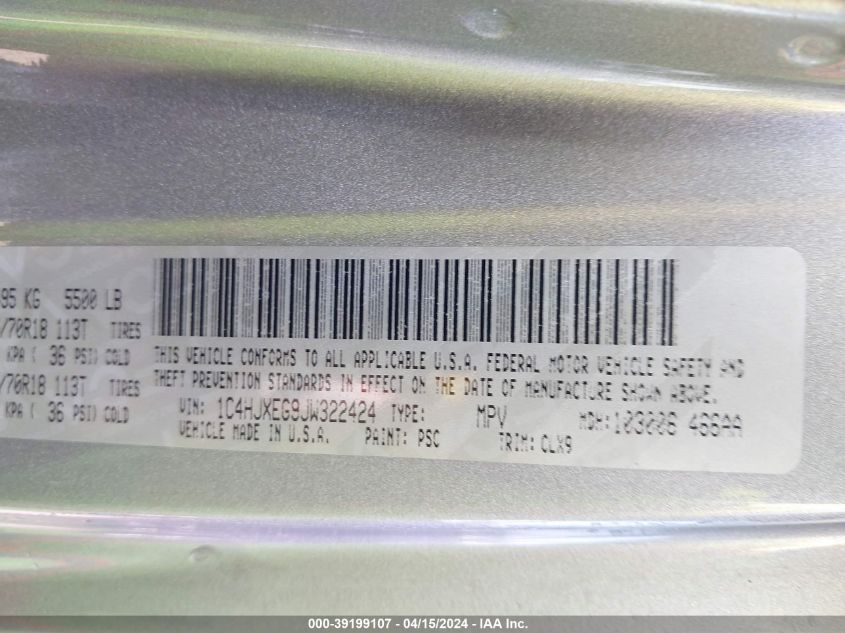 95 KG 5500 LB
/70R18 113T TIRES
KPA ( 36 PSI) COLD
/70R18 113T TIRES
KPA ( 36 PSI) COLD
THIS VEHICLE CONFORMS TO ALL APPLICABLE U.S.A. FEDERAL MOTOR VEHICLE SAFETY AND
THEFT PREVENTION STANDARDS IN EFFECT ON THE DATE OF MANUFACTURE SHOWN ABOVE.
VIN: 1C4HJXEG9JW322424 TYPE: MPV MDH: 103006 466AA
VEHICLE MADE IN U.S.A. PAINT: PSC TRIM: CLX9
000-39199107 - 04/15/2024 - IAA Inc.